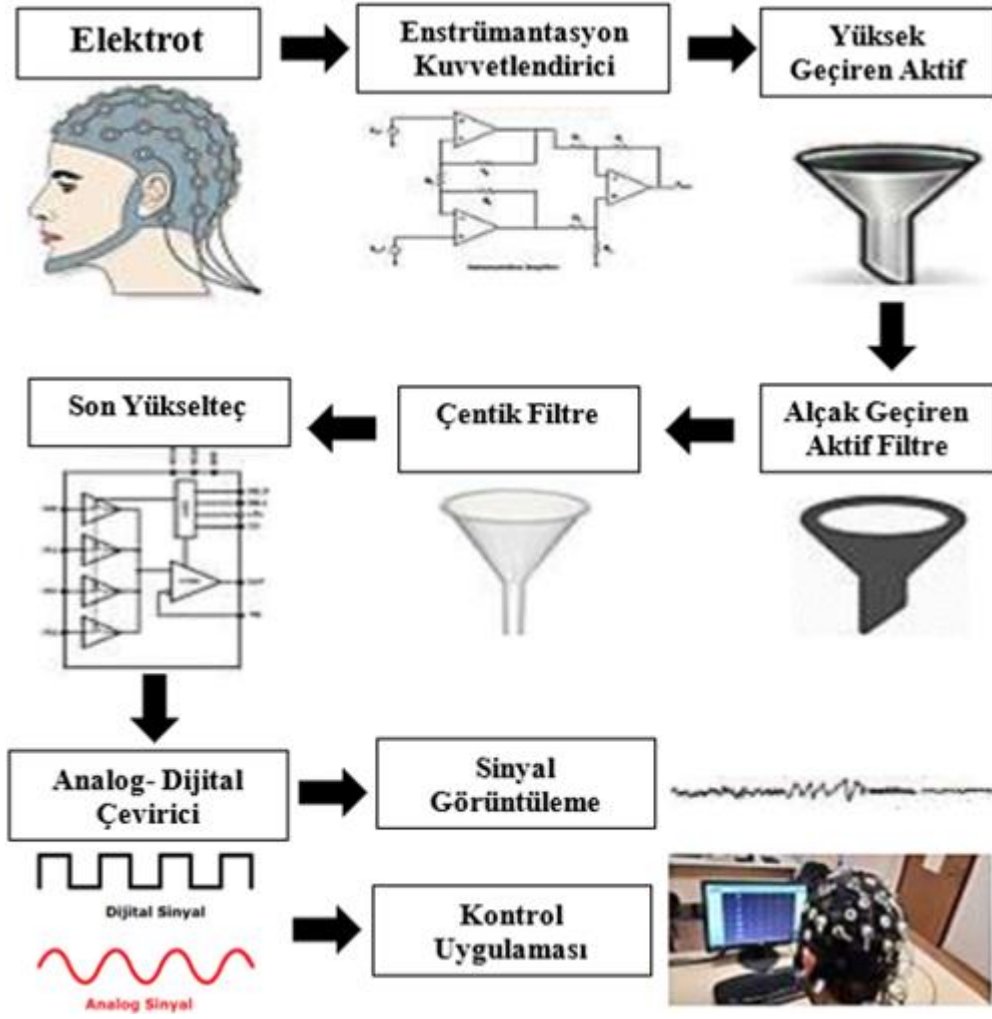 Elektrot
Enstrümantasyon
Kuvvetlendirici
Yüksek
Geçiren Aktif
Son Yükselteç
Çentik Filtre
Alçak Geçiren
Aktif Filtre
Analog- Dijital
Çevirici
Sinyal
Görüntüleme
Dijital Sinyal
Analog Sinyal
Kontrol
Uygulaması